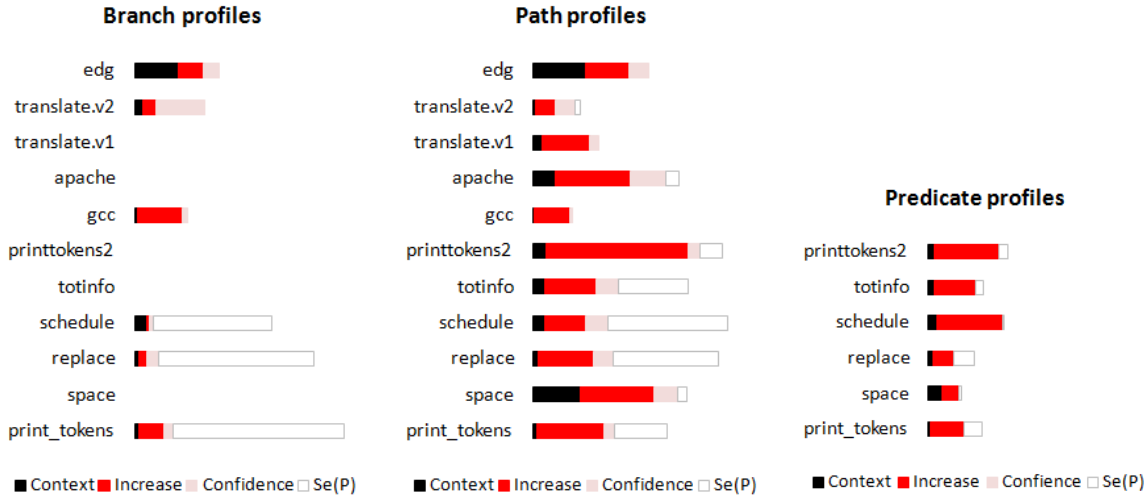 Branch profiles
edg
translate.v2
translate.v1
apache
gcc
printtokens2
totinfo
schedule
replace
space
print_tokens
Context Increase Confidence Se(P)
Path profiles
edg
translate.v2
translate.v1
apache
gcc
printtokens2
totinfo
schedule
replace
space
print_tokens
Context Increase Confidence Se(P)
Predicate profiles
printtokens2
totinfo
schedule
replace
space
print_tokens
Context Increase Confience Se(P)